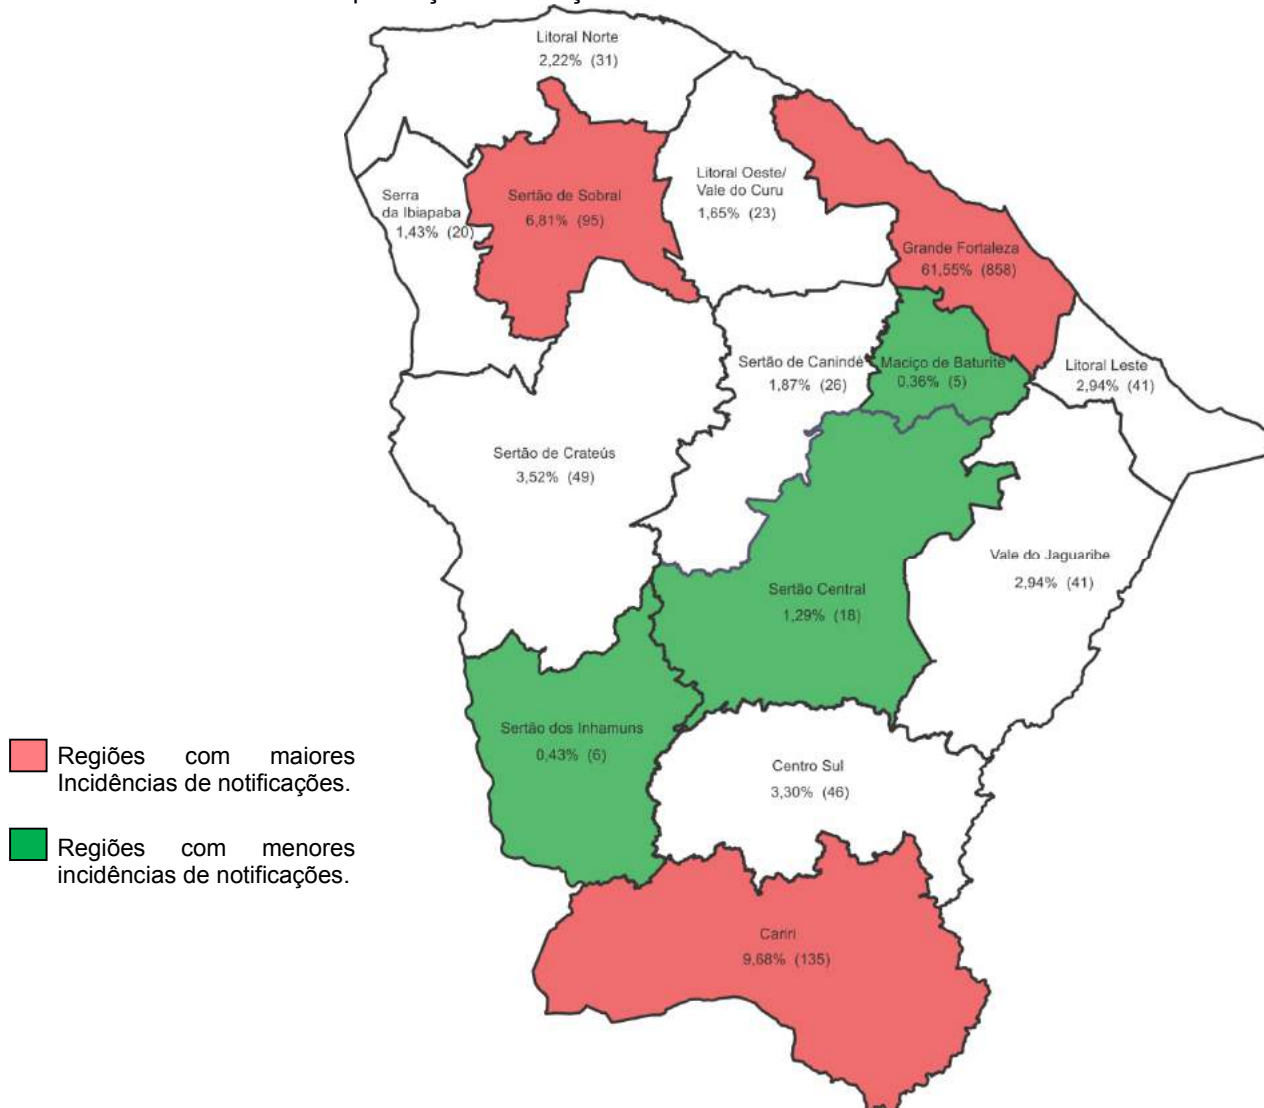 Litoral Norte
2,22% (31)
Sertão de Sobral
6,81% (95)
Litoral Oeste/
Vale do Curu
1,65% (23)
Serra
da Ibiapaba
1,43% (20)
Grande Fortaleza
61,55% (858)
Sertão de Canindé
1,87% (26)
Maciço de Baturité
0.36% (5)
Litoral Leste
2,94% (41)
Sertão de Crateús
3,52% (49)
Vale do Jaguaribe
2,94% (41)
Sertão Central
1,29% (18)
Sertão dos Inhamuns
0,43% (6)
Centro Sul
3,30% (46)
Cariri
9,68% (135)
Regiões com maiores
Incidências de notificações.
Regiões com menores
incidências de notificações.